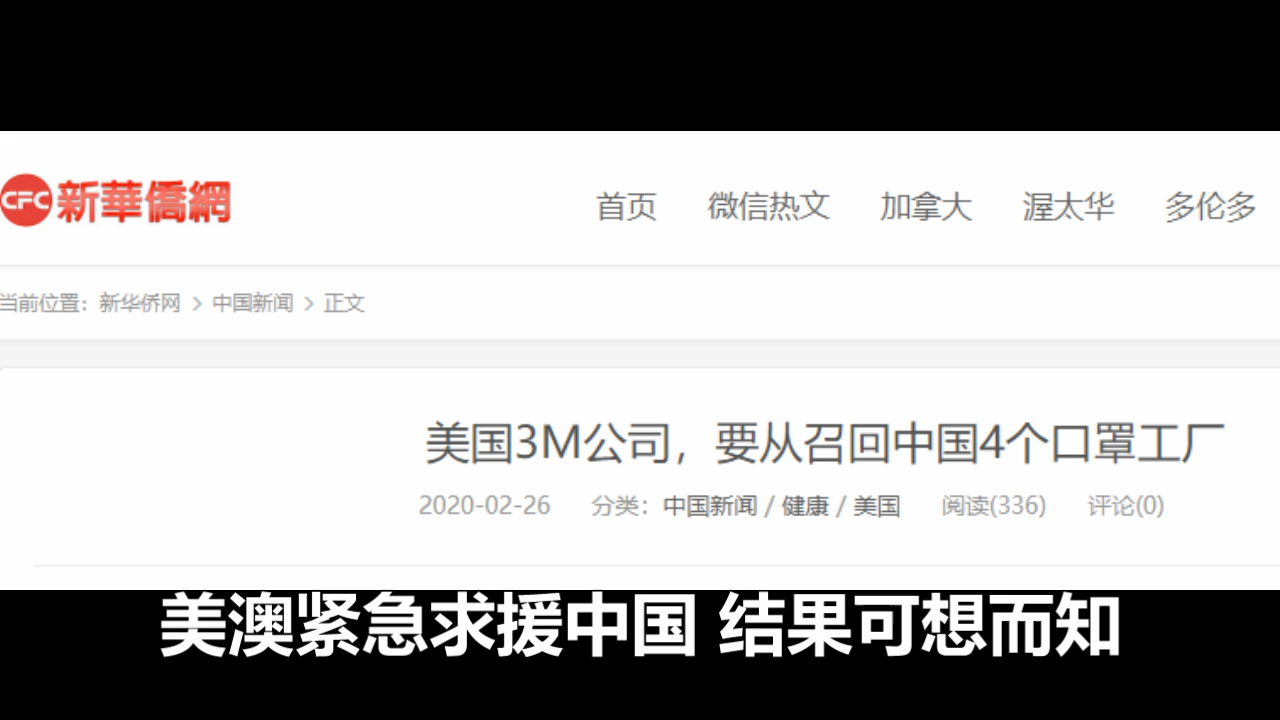 CFC 新華僑網
首页 微信热文 加拿大 渥太华 多伦多
当前位置：新华侨网 > 中国新闻 > 正文
美国3M公司，要从召回中国4个口罩工厂
2020-02-26 分类：中国新闻 / 健康 / 美国 阅读(336) 评论(0)
美澳紧急求援中国 结果可想而知